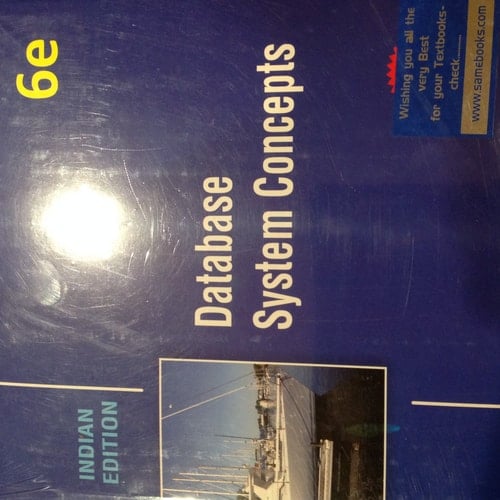 6e
Database
System Concepts
INDIAN
EDITION
Wishing you all the
very Best
for your Textbooks-
check.........
www.samebooks.com